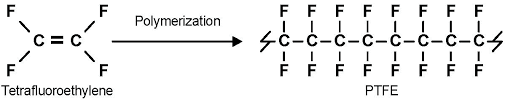 F F Polymerization F F F F F F F F
C = C C C C C C C C C
F F F F F F F F F F
Tetrafluoroethylene PTFE